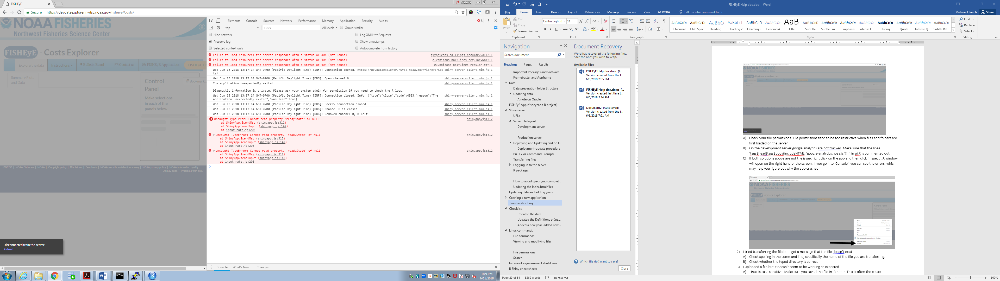 FISHEyE
Melanie
Secure | https://devdataexplorer.nwfsc.noaa.gov/fisheye/Costs/
NOAA FISHERIES
Northwest Fisheries Science Center
FISHEyE - Costs Explorer
Explore the data Instructions Bulletin Board Contact us FISHEyE Applications FISHEyE H
Summary Plots
and Data
Control
Panel
Bookmark...
Make selections
in each of the
panels below
NWFSC | NOAA Fisheries | NOAA | Copyright policy | Disclaimer | Feedback | NOAA website satisfaction survey | NOAA privacy policy | NOAA information quality
Display apps | Problems with site?
Disconnected from the server.
Reload
Elements Console Sources Network Performance Memory Application Security Audits 8
top Filter All levels Group similar
Hide network Log XMLHttpRequests
Preserve log Show timestamps
Selected context only Autocomplete from history
Failed to load resource: the server responded with a status of 404 (Not Found) glyphicons-halflings-regular.woff2:1
Failed to load resource: the server responded with a status of 404 (Not Found) glyphicons-halflings-regular.woff:1
Failed to load resource: the server responded with a status of 404 (Not Found) glyphicons-halflings-regular.ttf:1
Wed Jun 13 2018 13:17:14 GMT-0700 (Pacific Daylight Time) [INF]: Connection opened. https://devdataexplorer.nwfsc.noaa.gov/fisheye/Cos shiny-server-client.min.js:1
ts/
Wed Jun 13 2018 13:17:14 GMT-0700 (Pacific Daylight Time) [DBG]: Open channel 0 shiny-server-client.min.js:1
The application unexpectedly exited. shiny-server-client.min.js:1
Diagnostic information is private. Please ask your system admin for permission if you need to check the R logs.
Wed Jun 13 2018 13:17:14 GMT-0700 (Pacific Daylight Time) [INF]: Connection closed. Info: {"type":"close","code":4503,"reason":"The shiny-server-client.min.js:1
application unexpectedly exited","wasClean":true}
Wed Jun 13 2018 13:17:14 GMT-0700 (Pacific Daylight Time) [DBG]: SockJS connection closed shiny-server-client.min.js:1
Wed Jun 13 2018 13:17:14 GMT-0700 (Pacific Daylight Time) [DBG]: Channel 0 is closed shiny-server-client.min.js:1
Wed Jun 13 2018 13:17:14 GMT-0700 (Pacific Daylight Time) [DBG]: Removed channel 0, 0 left shiny-server-client.min.js:1
3 Uncaught TypeError: Cannot read property 'readyState' of null shinyapp.js:312
at ShinyApp.$sendMsg (shinyapp.js:312)
at ShinyApp.sendInput (shinyapp.js:142)
at input_rate.js:208
Uncaught TypeError: Cannot read property 'readyState' of null shinyapp.js:312
at ShinyApp.$sendMsg (shinyapp.js:312)
at ShinyApp.sendInput (shinyapp.js:142)
at input_rate.js:208
Uncaught TypeError: Cannot read property 'readyState' of null shinyapp.js:312
at ShinyApp.$sendMsg (shinyapp.js:312)
at ShinyApp.sendInput (shinyapp.js:142)
at input_rate.js:208
Console What's New Changes
1:49 PM
6/13/2018
FISHEyE Help doc.docx - Word
File Home Insert Design Layout References Mailings Review View ACROBAT Tell me what you want to do... Melanie.Harsch Share
Paste
Cut
Copy
Format Painter
Clipboard
Calibri Light (H 11
Font
Paragraph
AaBbCcDc AaBbCcDc AaBbCc AaBbCcC AaBbCcD AaBbCcDc AaB AaBbCcD AaBbCcDc AaBbCcDc AaBbCcDc AaBbCcDc AaBbCcDc AaBbCcDc AABBCCDD
Normal No Spac... Heading 1 Heading 2 Heading 3 Heading 4 Title Subtitle Subtle Em... Emphasis Intense E... Strong Quote Intense Q... Subtle Ref...
Styles
Find
Replace
Select
Editing
Navigation
Search document
Headings Pages Results
Important Packages and Software
Framebuster and Appframe
Data
Data preparation folder Structure
Updating data
A note on Oracle
FISHEyE App (fisheyeapp R project)
Shiny server
URLs
Server file layout
Development server
Production server
Deploying and Updating and on t...
Deployment-update procedure
PuTTY or Command Prompt?
Transferring files
Logging in to the server
R packages
How to avoid specifying complet...
Updating the index.html files
Updating data and adding years
Creating a new application
Trouble shooting
Checklist
Updated the data
Updated the Definitions or Ins...
Added a new year, added new...
Linux commands
File commands
Viewing and modifying files
File permissions
Search
In case of a government shutdown
R Shiny cheat sheets
Document Recovery
Word has recovered the following files.
Save the ones you wish to keep.
Available Files
FISHEyE Help doc.docx [A...
Version created from the l...
6/6/2018 2:35 PM
FISHEyE Help doc.docx [...
Version created last time t...
6/6/2018 2:24 PM
Document2 [Autosaved]
Version created from the l...
6/6/2018 7:21 AM
Which file do I want to save?
Close
NOAA FISHERIES
Performance Metrics
A) Check your file permissions. File permissions tend to be too restrictive when files and folders are
first loaded on the server
B) On the development server google analytics are not tracked. Make sure that the lines
'tags$head(tags$body(includeHTML("google-analytics.noaa.js"))),' in ui.R is commented out.
C) If both solutions above are not the issue, right click on the app and then click 'Inspect'. A window
will open on the right hand of the screen. If you go into 'Console', you can see the errors, which
may help you figure out why the app crashed.
NOAA FISHERIES
Northwest Fisheries Science Center
Costs Explorer
2) I tried transferring the file but I get a message that the file doesn't exist.
A) Check spelling in the command line, specifically the name of the file you are transferring.
B) Check whether the typed directory is correct
3) I uploaded a file but it doesn't seem to be working as expected
A) Linux is case sensitive. Make sure you saved the file in .R not .r. This is often the cause.
Page 29 of 34 8362 words Recovered
100%